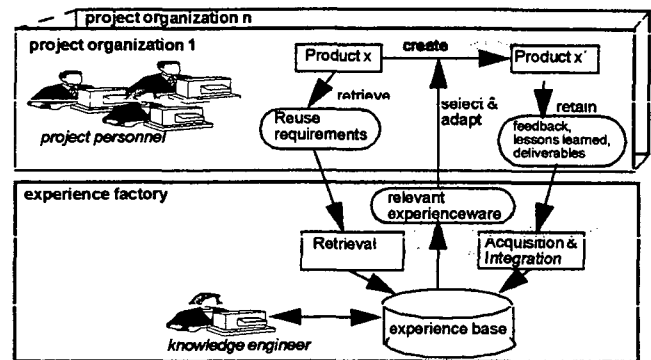 project organization n
project organization 1
Product x
create
Product x'
retrieve
select &
adapt
retain
Reuse
requirements
feedback,
lessons learned,
deliverables
project personnel
experience factory
relevant
experienceware
Retrieval
Acquisition &
Integration
experience base
knowledge engineer